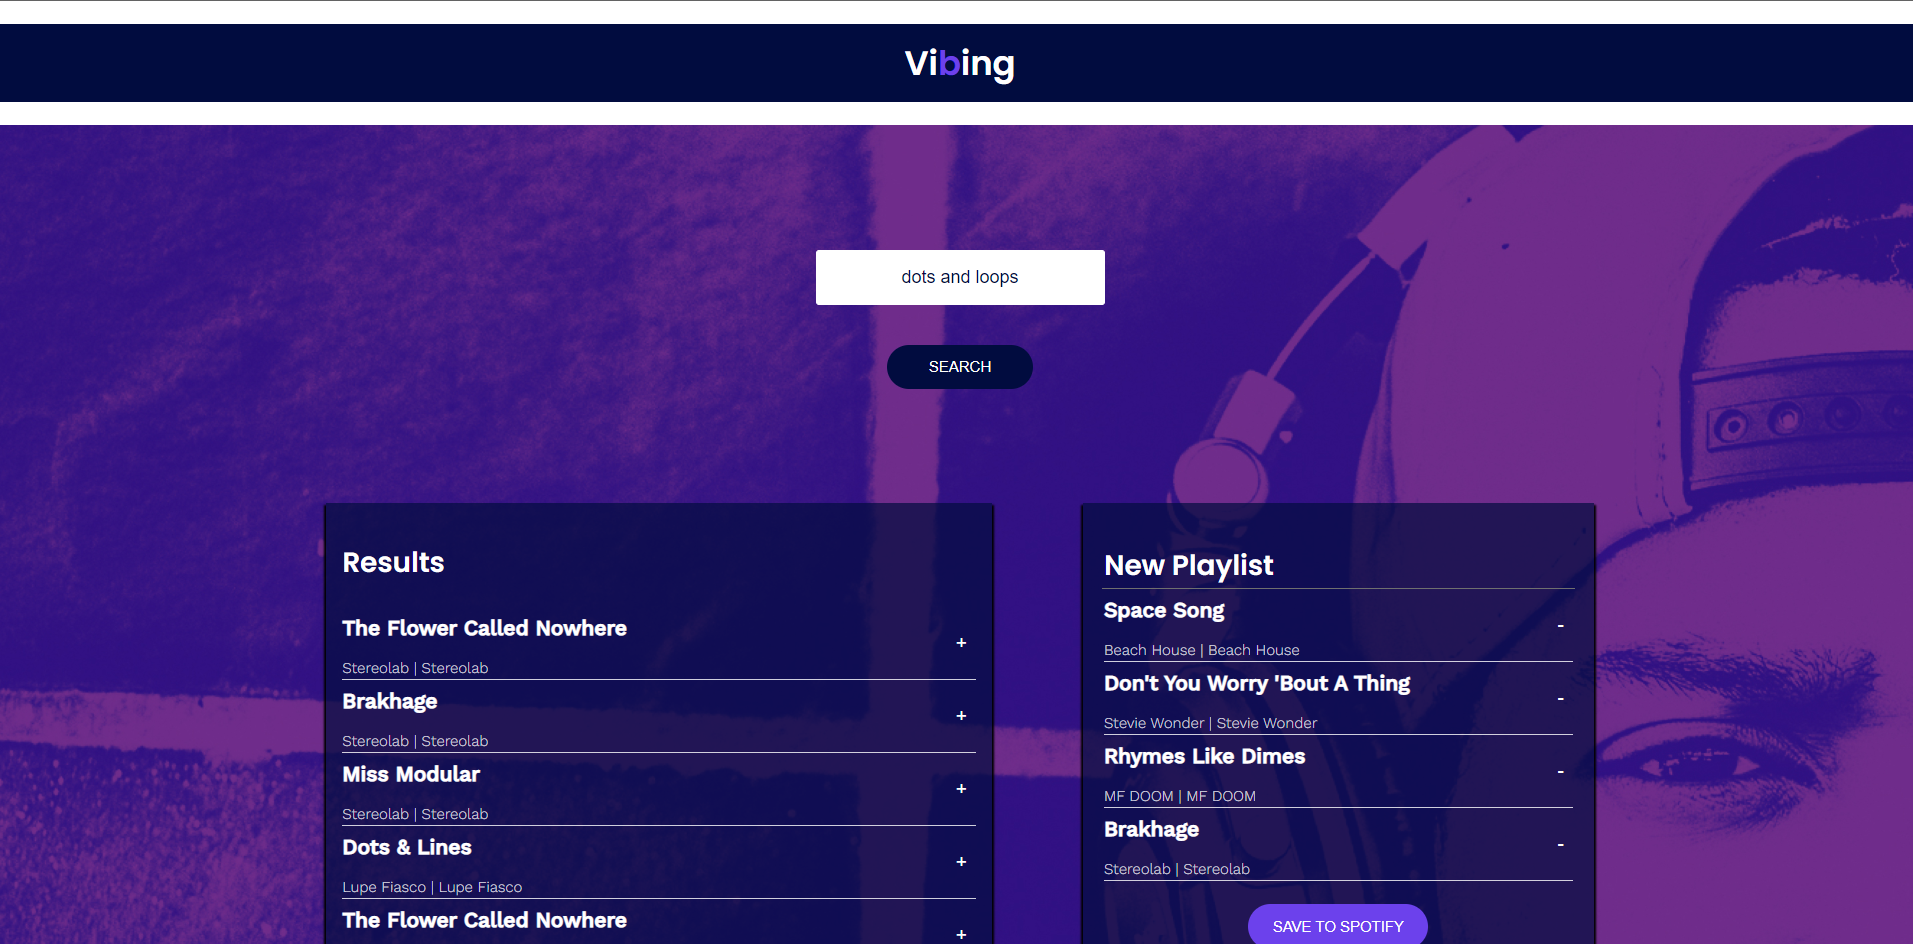 Vibing
dots and loops
SEARCH
Results
The Flower Called Nowhere
+
Stereolab | Stereolab
Brakhage
+
Stereolab | Stereolab
Miss Modular
+
Stereolab | Stereolab
Dots & Lines
+
Lupe Fiasco | Lupe Fiasco
The Flower Called Nowhere
+
New Playlist
Space Song
-
Beach House | Beach House
Don't You Worry 'Bout A Thing
-
Stevie Wonder | Stevie Wonder
Rhymes Like Dimes
-
MF DOOM | MF DOOM
Brakhage
-
Stereolab | Stereolab
SAVE TO SPOTIFY